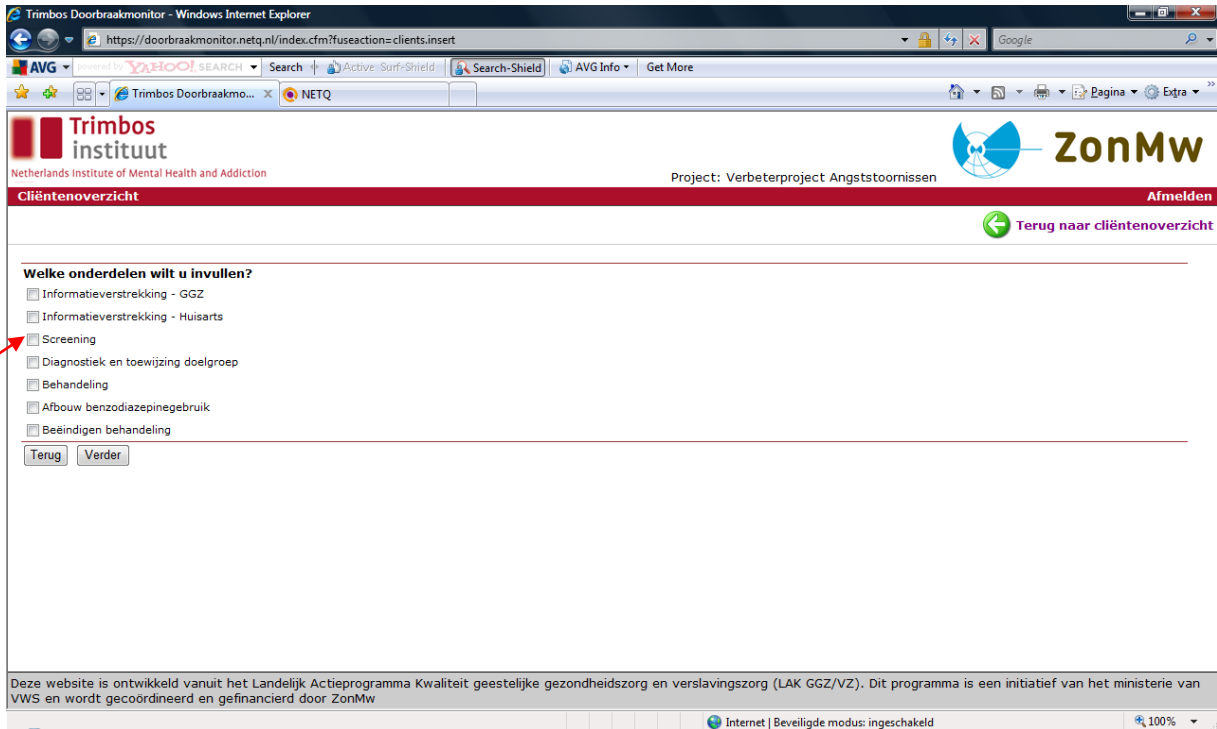 Trimbos Doorbraakmonitor - Windows Internet Explorer
https://doorbraakmonitor.netq.nl/index.cfm?fuseaction=clients.insert
Google
AVG powered by YAHOO! SEARCH Search Active Surf-Shield Search-Shield AVG Info Get More
Trimbos Doorbraakmo... NETQ Pagina Extra
Trimbos
instituut
Netherlands Institute of Mental Health and Addiction
Project: Verbeterproject Angststoornissen
ZonMw
Cliëntenoverzicht Afmelden
Terug naar cliëntenoverzicht
Welke onderdelen wilt u invullen?
Informatieverstrekking - GGZ
Informatieverstrekking - Huisarts
Screening
Diagnostiek en toewijzing doelgroep
Behandeling
Afbouw benzodiazepinegebruik
Beëindigen behandeling
Terug Verder
Deze website is ontwikkeld vanuit het Landelijk Actieprogramma Kwaliteit geestelijke gezondheidszorg en verslavingszorg (LAK GGZ/VZ). Dit programma is een initiatief van het ministerie van
VWS en wordt gecoördineerd en gefinancierd door ZonMw
Internet | Beveiligde modus: ingeschakeld 100%